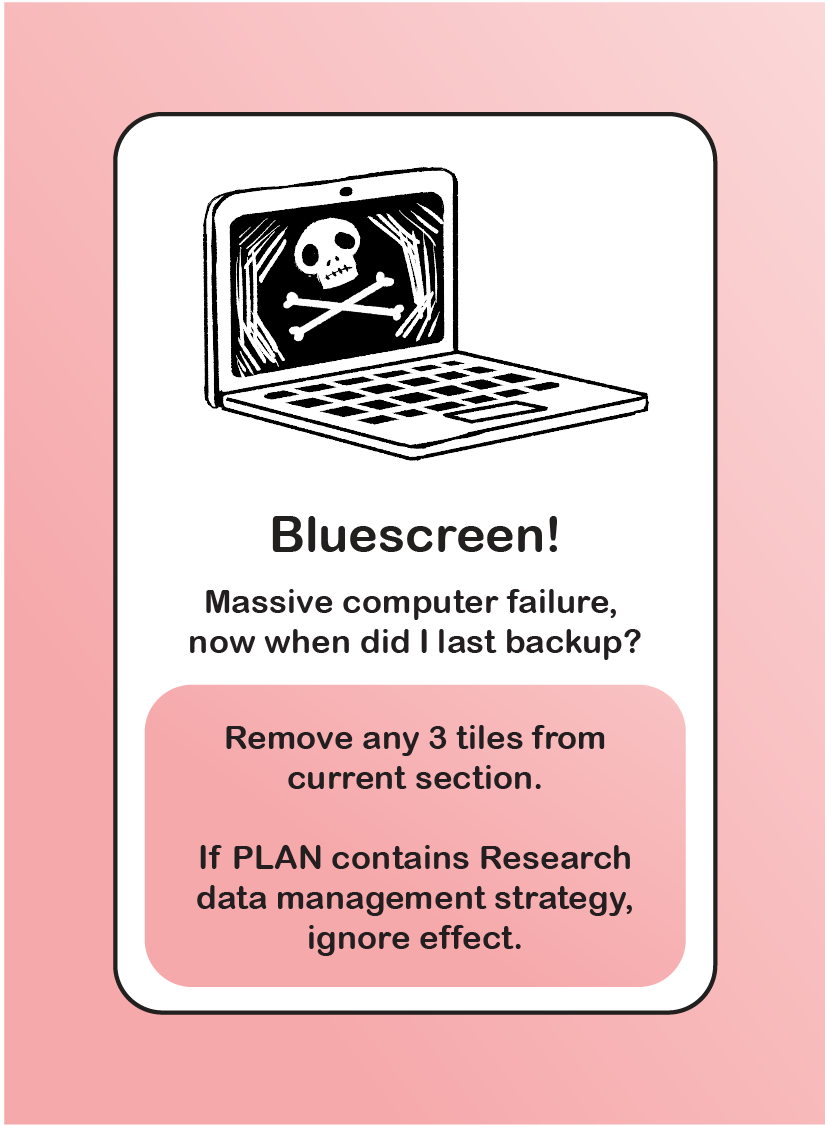 Bluescreen!
Massive computer failure,
now when did I last backup?
Remove any 3 tiles from
current section.
If PLAN contains Research
data management strategy,
ignore effect.